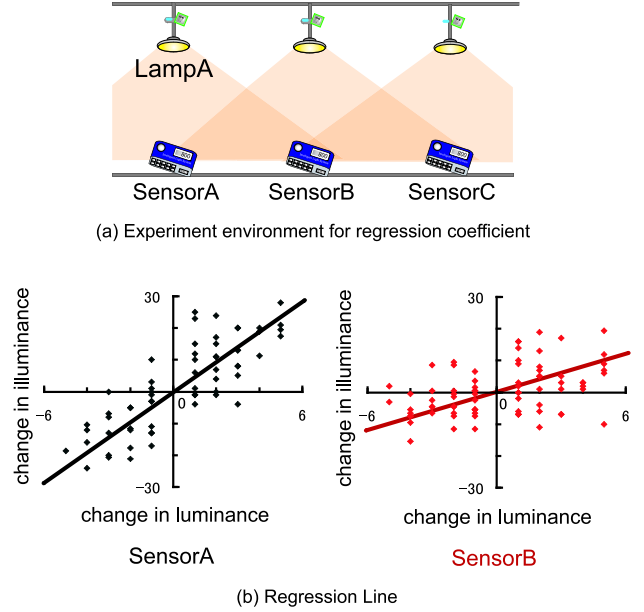 LampA
SensorA
SensorB
SensorC
(a) Experiment environment for regression coefficient
30
-6
0
6
-30
change in illuminance
change in luminance
SensorA
30
-6
0
6
-30
change in illuminance
change in luminance
SensorB
(b) Regression Line